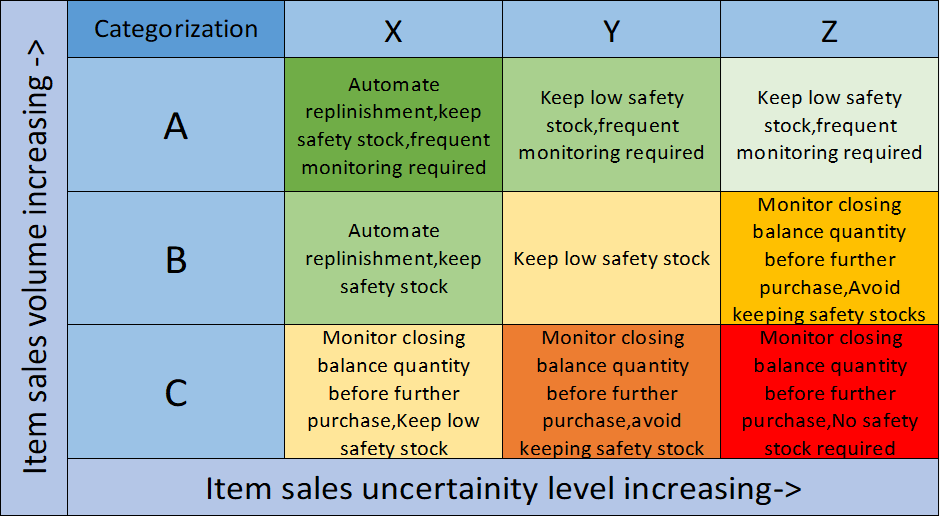 Item sales volume increasing ->
Categorization
X
Y
Z
A
Automate
replinishment,keep
safety stock,frequent
monitoring required
Keep low safety
stock,frequent
monitoring required
Keep low safety
stock,frequent
monitoring required
B
Automate
replinishment,keep
safety stock
Keep low safety stock
Monitor closing
balance quantity
before further
purchase,Avoid
keeping safety stocks
C
Monitor closing
balance quantity
before further
purchase,Keep low
safety stock
Monitor closing
balance quantity
before further
purchase,avoid
keeping safety stock
Monitor closing
balance quantity
before further
purchase,No safety
stock required
Item sales uncertainity level increasing->